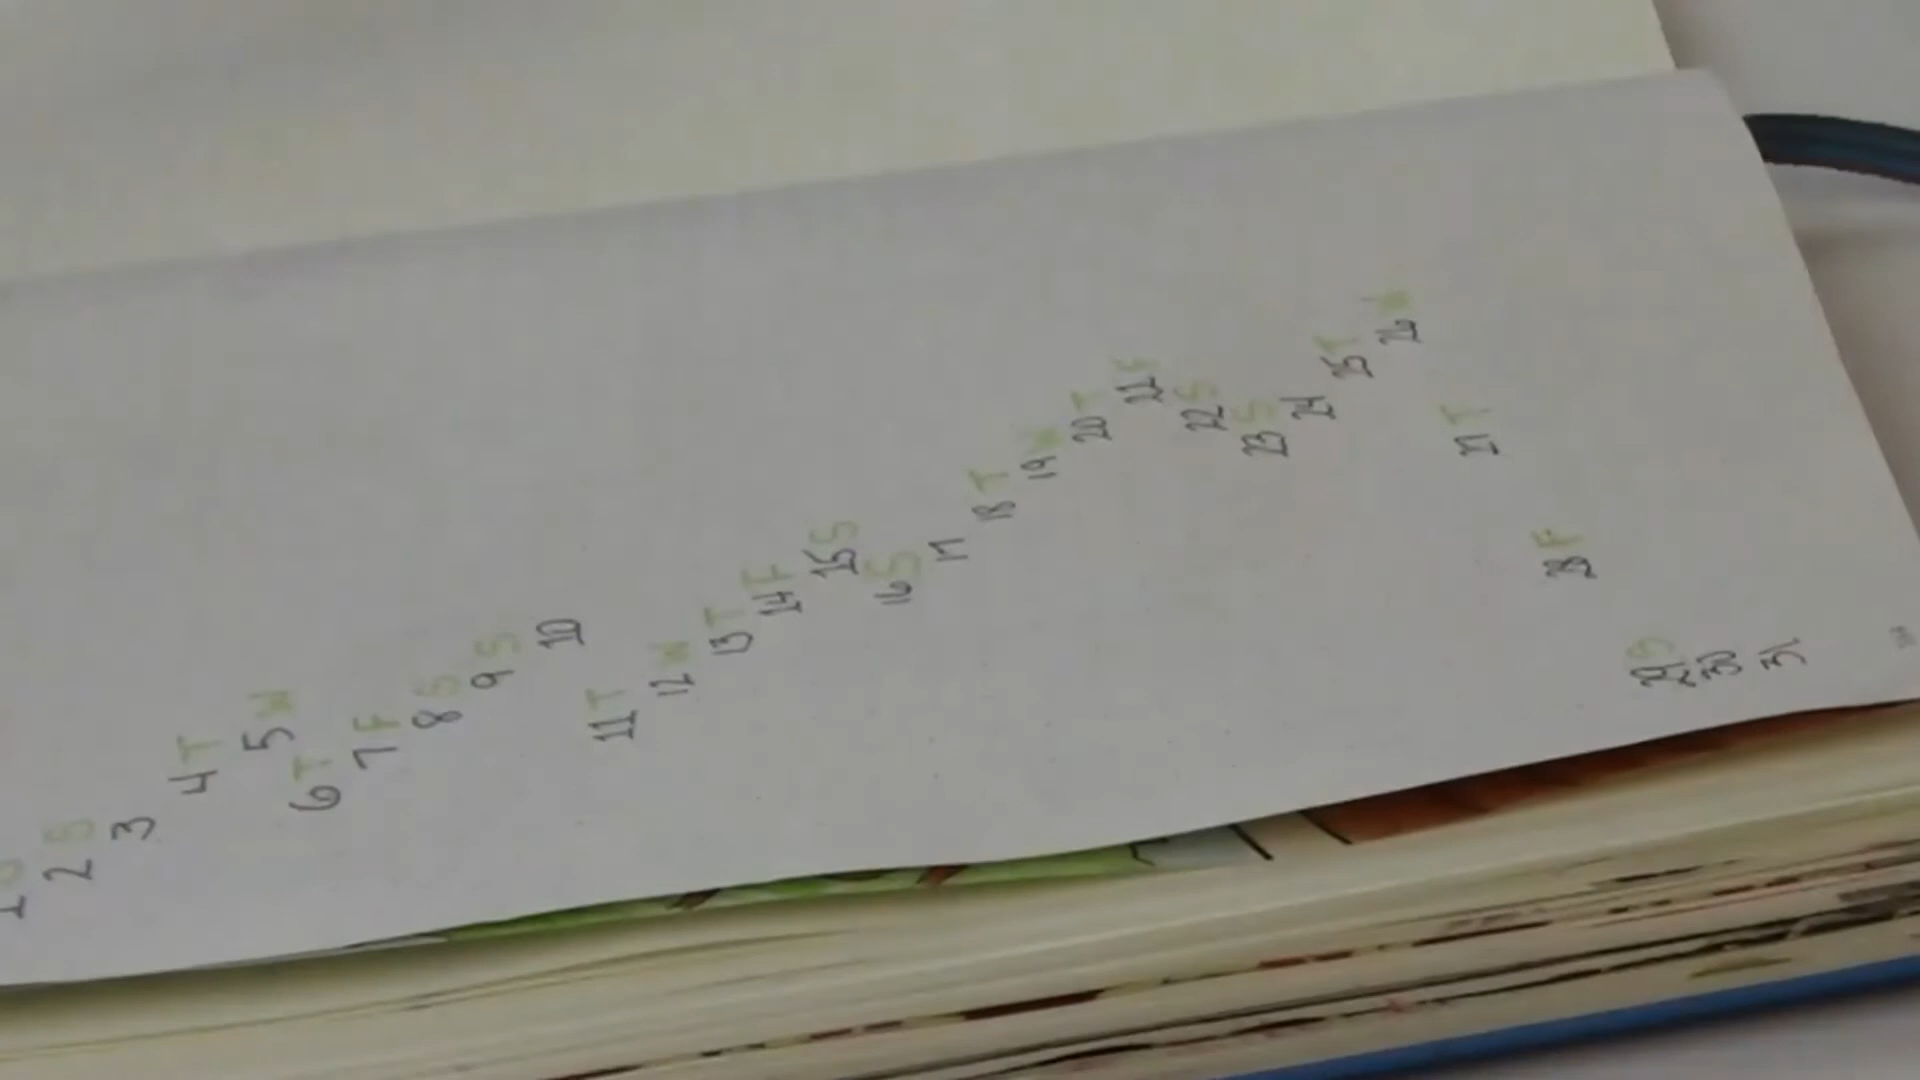 1 S
2 S
3
4 T
5 W
6 T
7 F
8 S
9 S
10
11 T
12 W
13 T
14 F
15 S
16 S
17
18 T
19 W
20 T
21 F
22 S
23 S
24
25 T
26 W
27 T
28 F
29 S
30
31